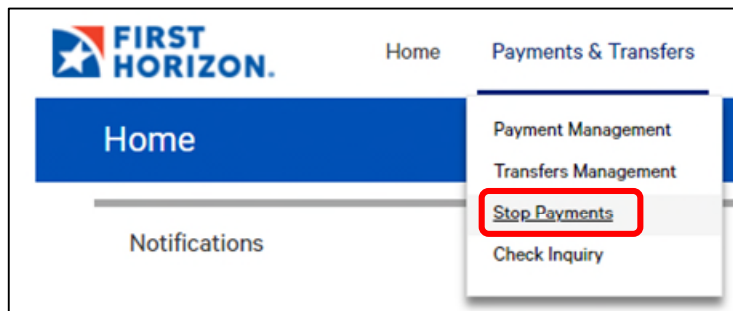 FIRST
HORIZON.
Home
Payments & Transfers
Home
Payment Management
Transfers Management
Stop Payments
Check Inquiry
Notifications